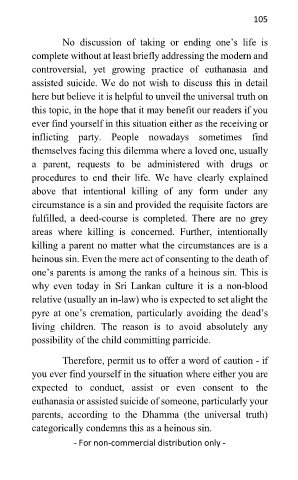 105
No discussion of taking or ending one’s life is
complete without at least briefly addressing the modern and
controversial, yet growing practice of euthanasia and
assisted suicide. We do not wish to discuss this in detail
here but believe it is helpful to unveil the universal truth on
this topic, in the hope that it may benefit our readers if you
ever find yourself in this situation either as the receiving or
inflicting party. People nowadays sometimes find
themselves facing this dilemma where a loved one, usually
a parent, requests to be administered with drugs or
procedures to end their life. We have clearly explained
above that intentional killing of any form under any
circumstance is a sin and provided the requisite factors are
fulfilled, a deed-course is completed. There are no grey
areas where killing is concerned. Further, intentionally
killing a parent no matter what the circumstances are is a
heinous sin. Even the mere act of consenting to the death of
one’s parents is among the ranks of a heinous sin. This is
why even today in Sri Lankan culture it is a non-blood
relative (usually an in-law) who is expected to set alight the
pyre at one’s cremation, particularly avoiding the dead’s
living children. The reason is to avoid absolutely any
possibility of the child committing parricide.
Therefore, permit us to offer a word of caution - if
you ever find yourself in the situation where either you are
expected to conduct, assist or even consent to the
euthanasia or assisted suicide of someone, particularly your
parents, according to the Dhamma (the universal truth)
categorically condemns this as a heinous sin.
- For non-commercial distribution only -